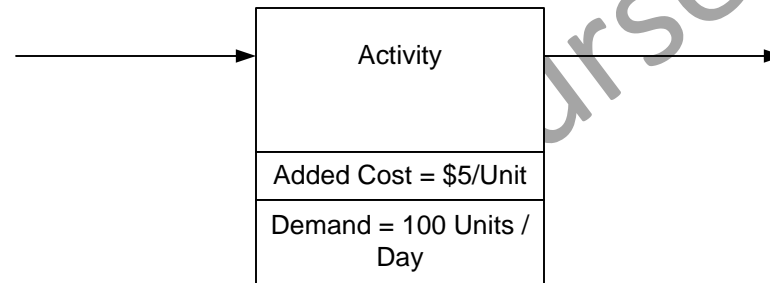 Activity
Added Cost = $5/Unit
Demand = 100 Units /
Day